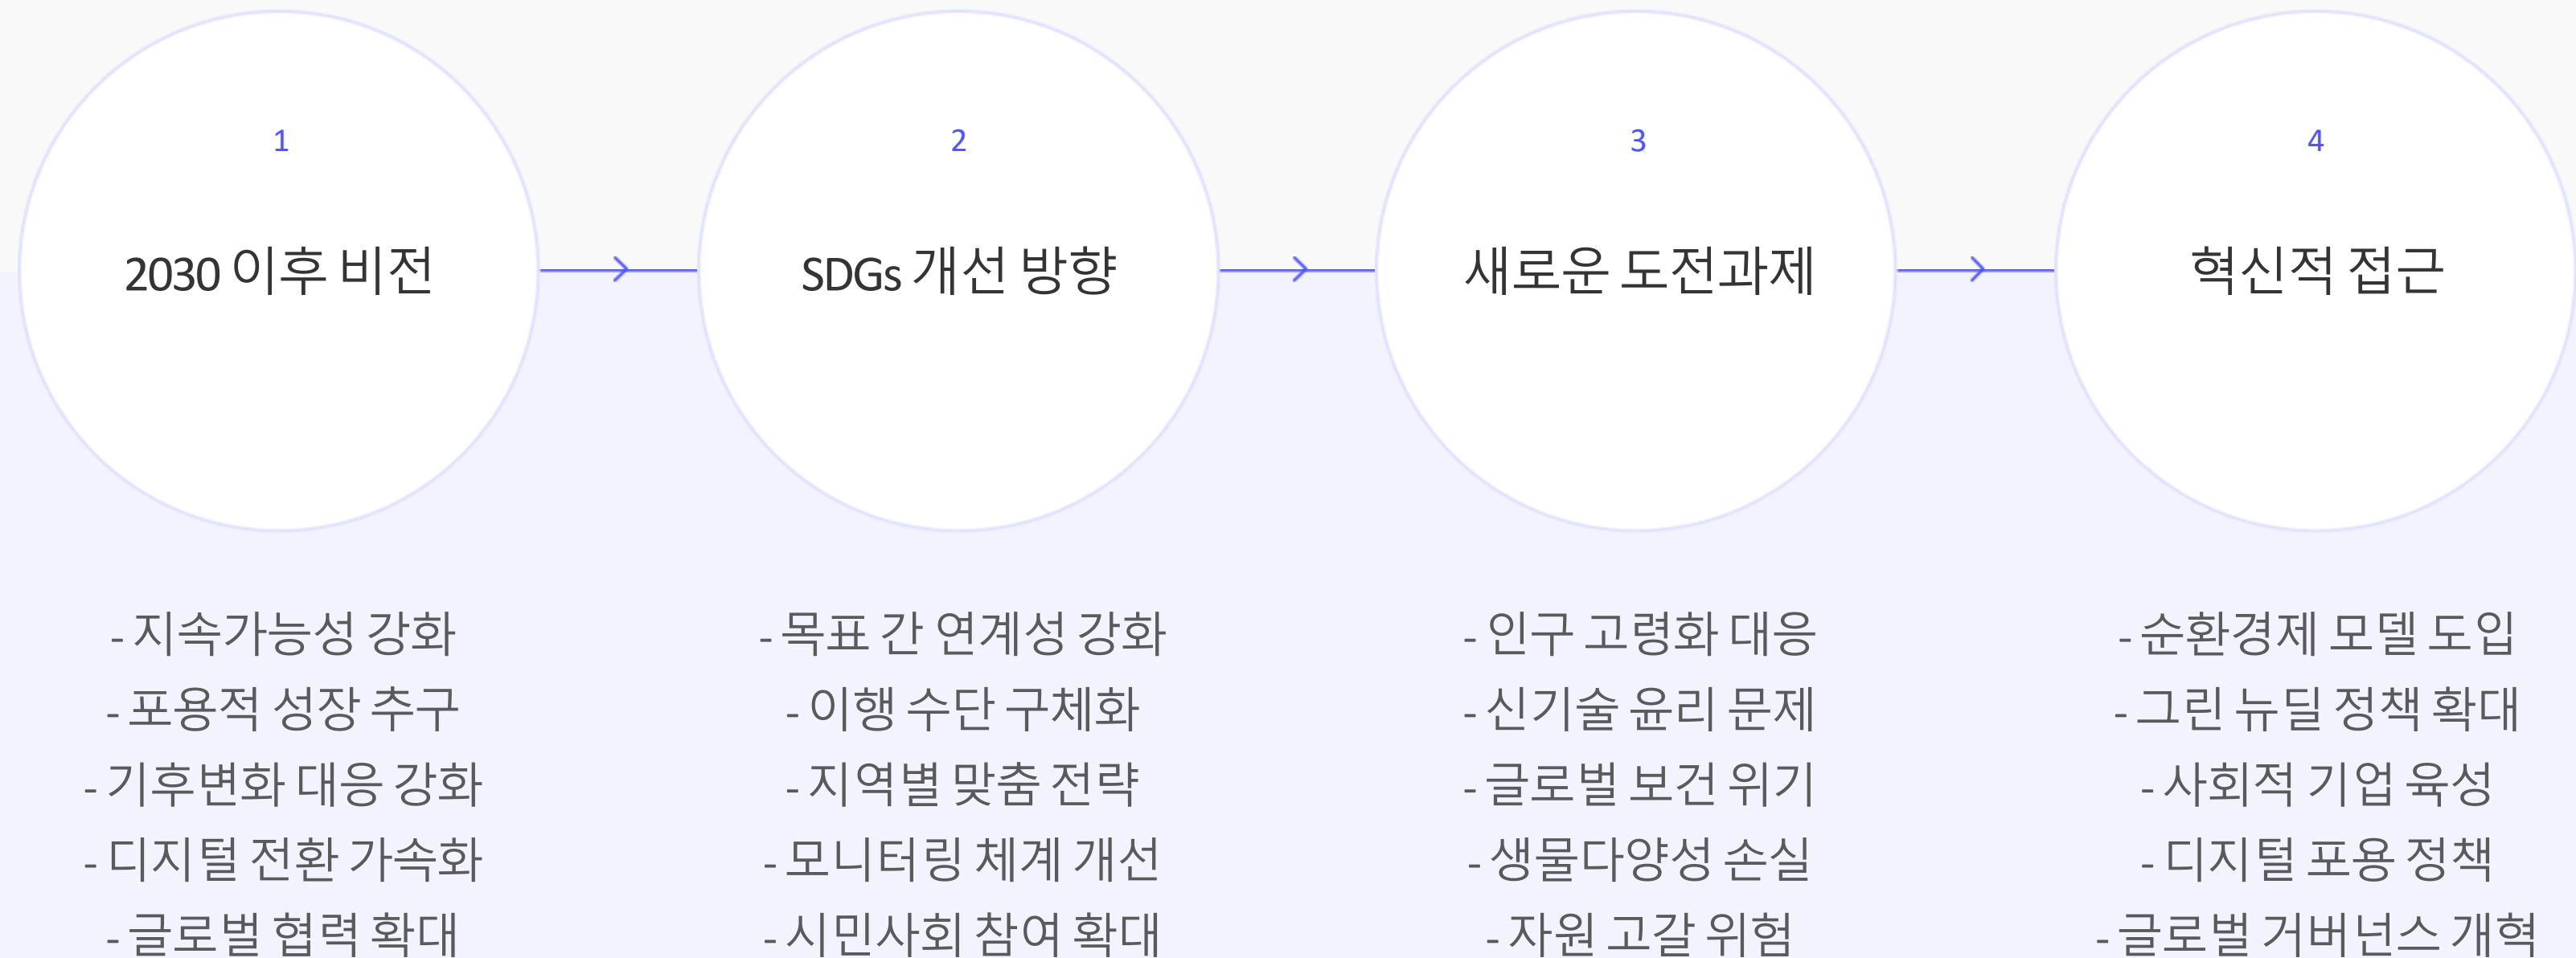 1
2030 이후 비전
- 지속가능성 강화
- 포용적 성장 추구
- 기후변화 대응 강화
- 디지털 전환 가속화
- 글로벌 협력 확대
2
SDGs 개선 방향
- 목표 간 연계성 강화
- 이행 수단 구체화
- 지역별 맞춤 전략
- 모니터링 체계 개선
- 시민사회 참여 확대
3
새로운 도전과제
- 인구 고령화 대응
- 신기술 윤리 문제
- 글로벌 보건 위기
- 생물다양성 손실
- 자원 고갈 위험
4
혁신적 접근
- 순환경제 모델 도입
- 그린 뉴딜 정책 확대
- 사회적 기업 육성
- 디지털 포용 정책
- 글로벌 거버넌스 개혁